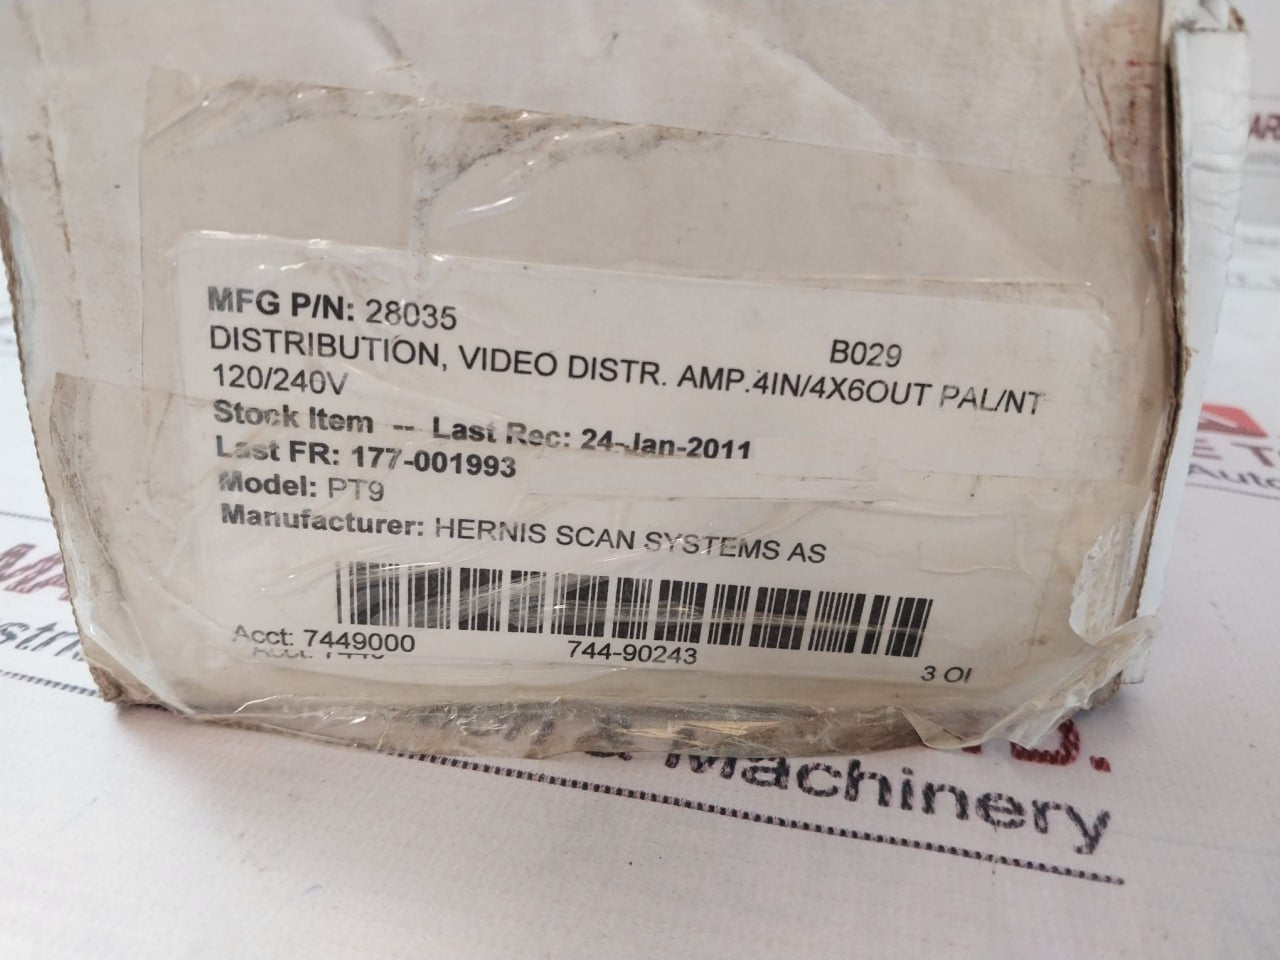 MFG P/N: 28035
B029
DISTRIBUTION, VIDEO DISTR. AMP.4IN/4X6OUT PAL/NT
120/240V
Stock Item -- Last Rec: 24-Jan-2011
Last FR: 177-001993
Model: PT9
Manufacturer: HERNIS SCAN SYSTEMS AS
Acct: 7449000
744-90243
3 OI
& Machinery